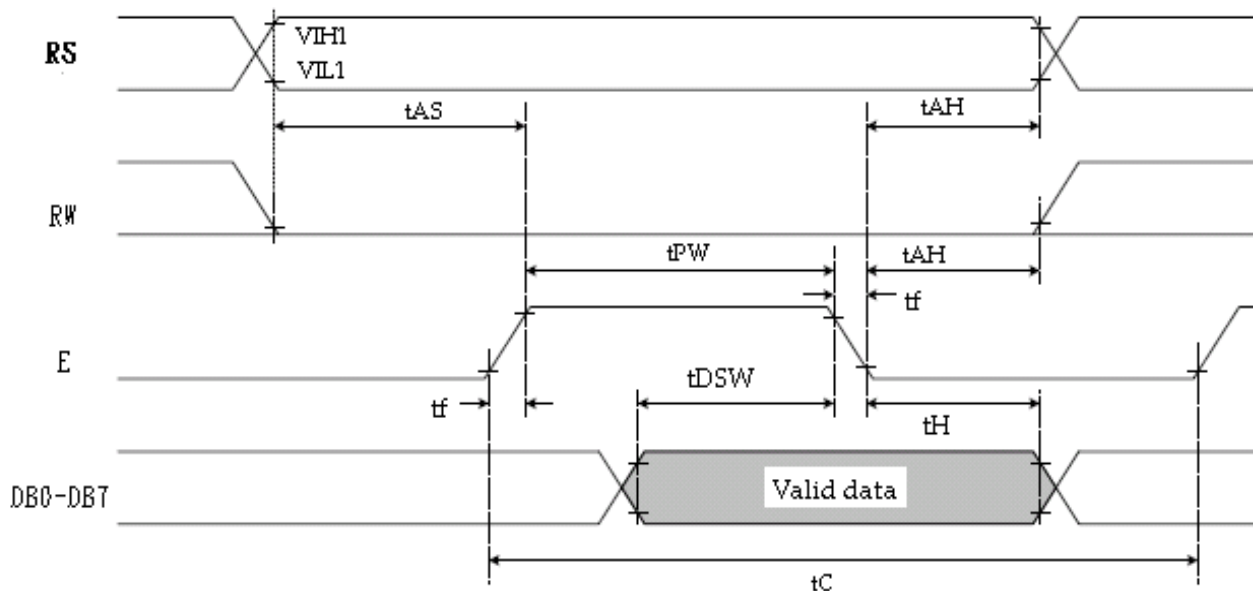 RS
VIH1
VIL1
tAS
tAH
RW
tPW
tAH
tf
E
tDSW
tf
tH
DB0-DB7
Valid data
tC